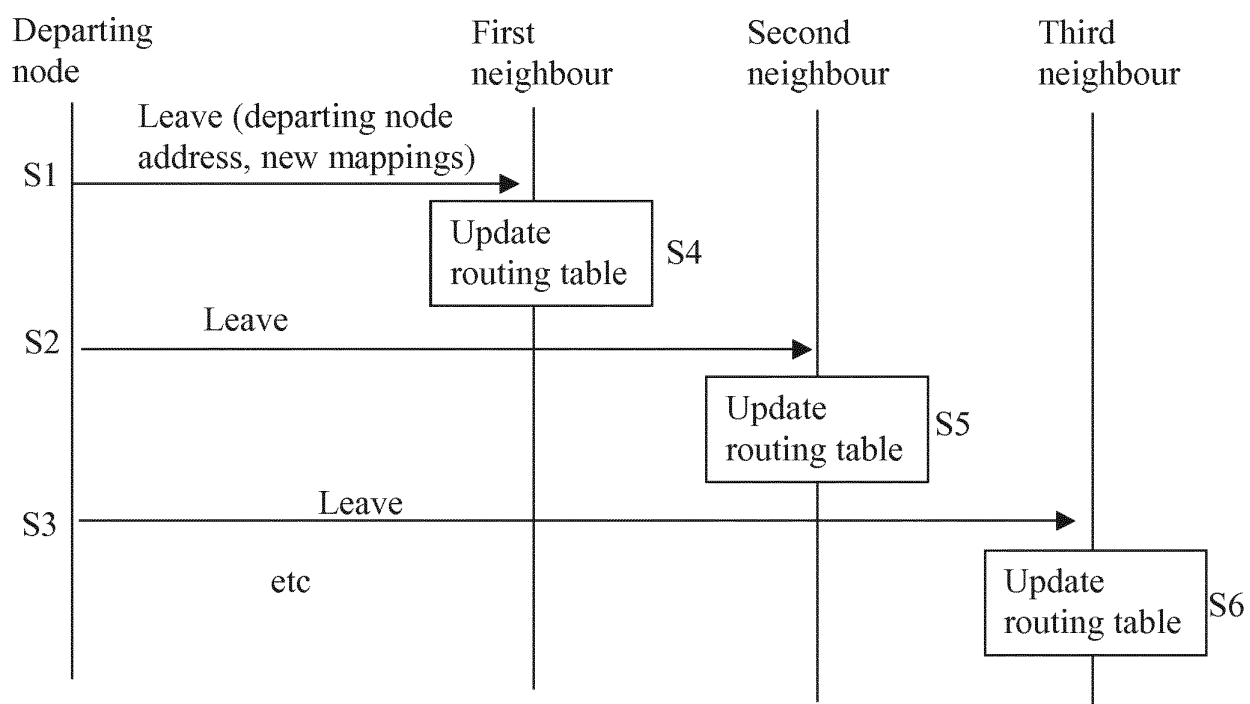 Departing
node
First
neighbour
Second
neighbour
Third
neighbour
Leave (departing node
address, new mappings)
S1
Update
routing table
S4
Leave
S2
Update
routing table
S5
Leave
S3
etc
Update
routing table
S6